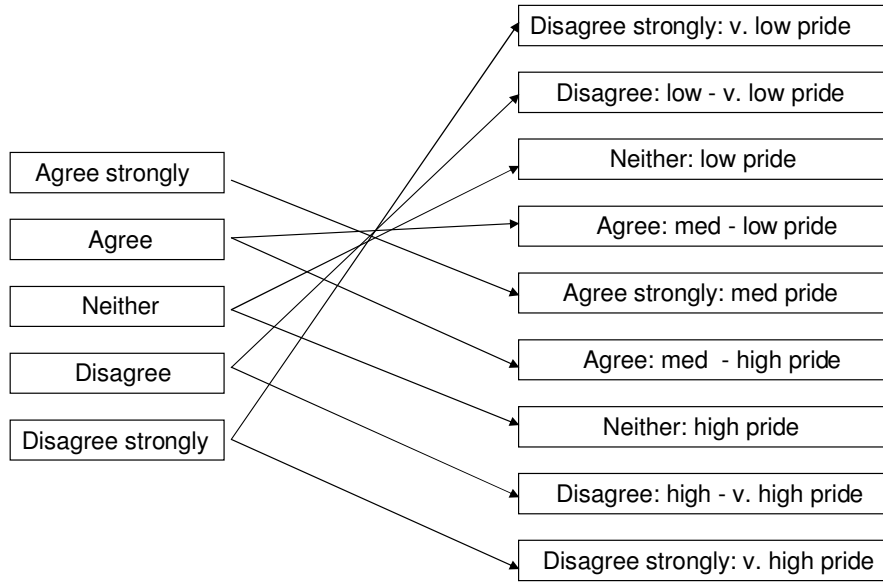 Agree strongly
Agree
Neither
Disagree
Disagree strongly
Disagree strongly: v. low pride
Disagree: low - v. low pride
Neither: low pride
Agree: med - low pride
Agree strongly: med pride
Agree: med - high pride
Neither: high pride
Disagree: high - v. high pride
Disagree strongly: v. high pride